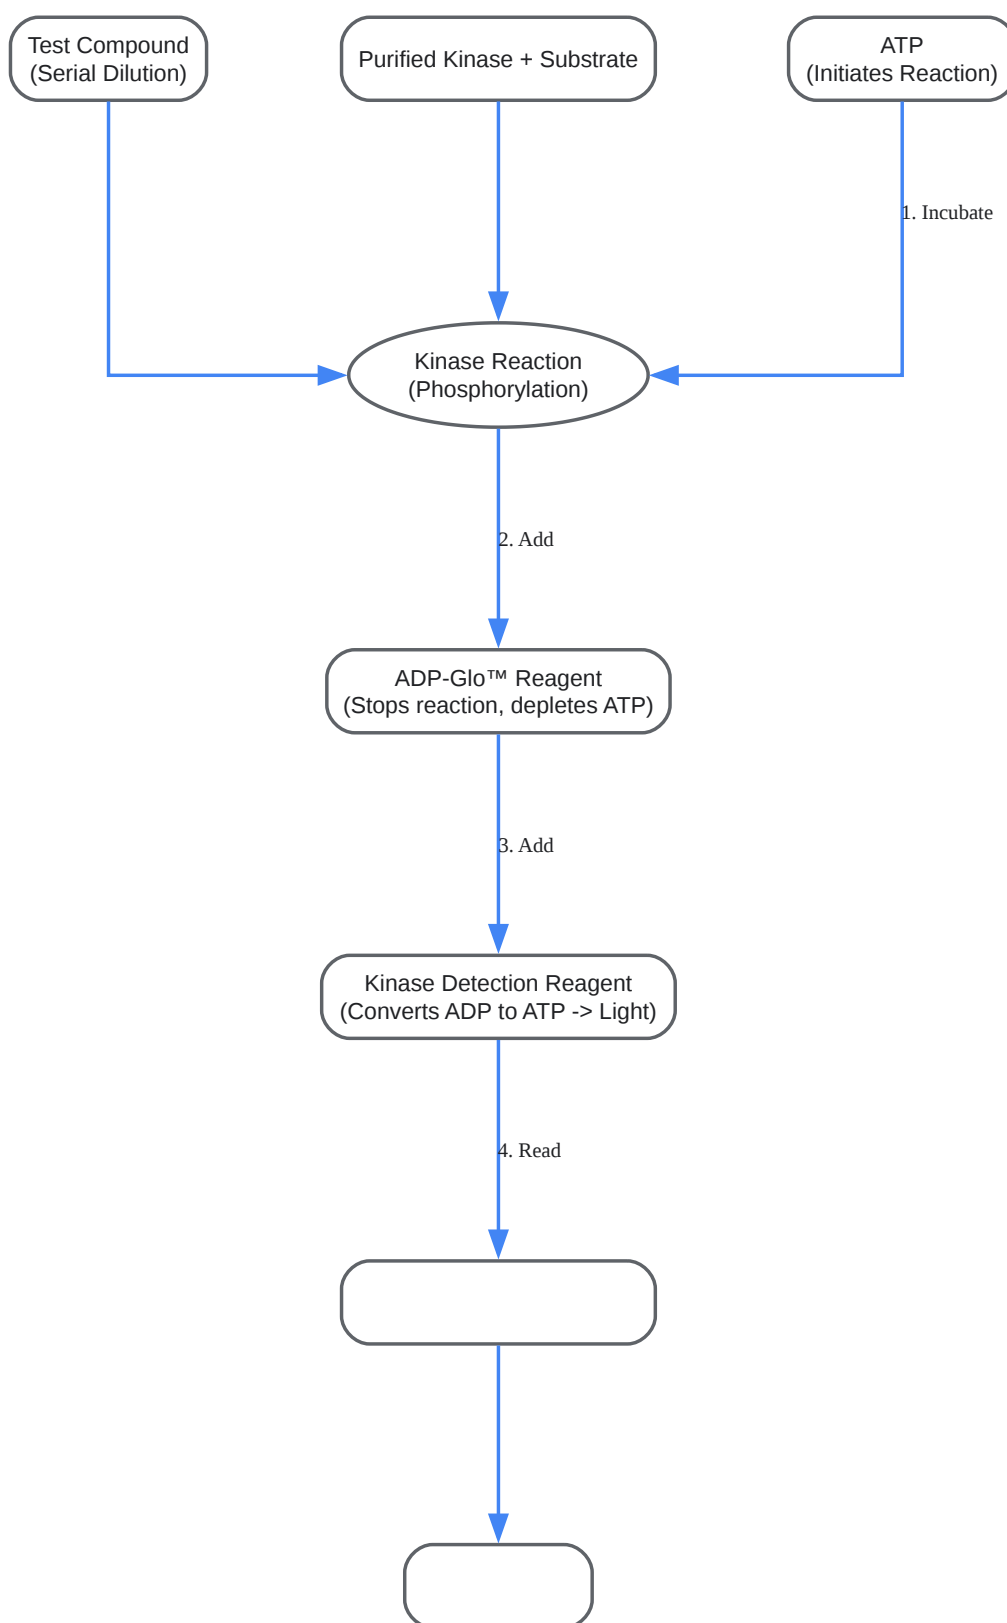 Test Compound
(Serial Dilution)
Purified Kinase + Substrate
ATP
(Initiates Reaction)
1. Incubate
Kinase Reaction
(Phosphorylation)
2. Add
ADP-Glo™ Reagent
(Stops reaction, depletes ATP)
3. Add
Kinase Detection Reagent
(Converts ADP to ATP -> Light)
4. Read